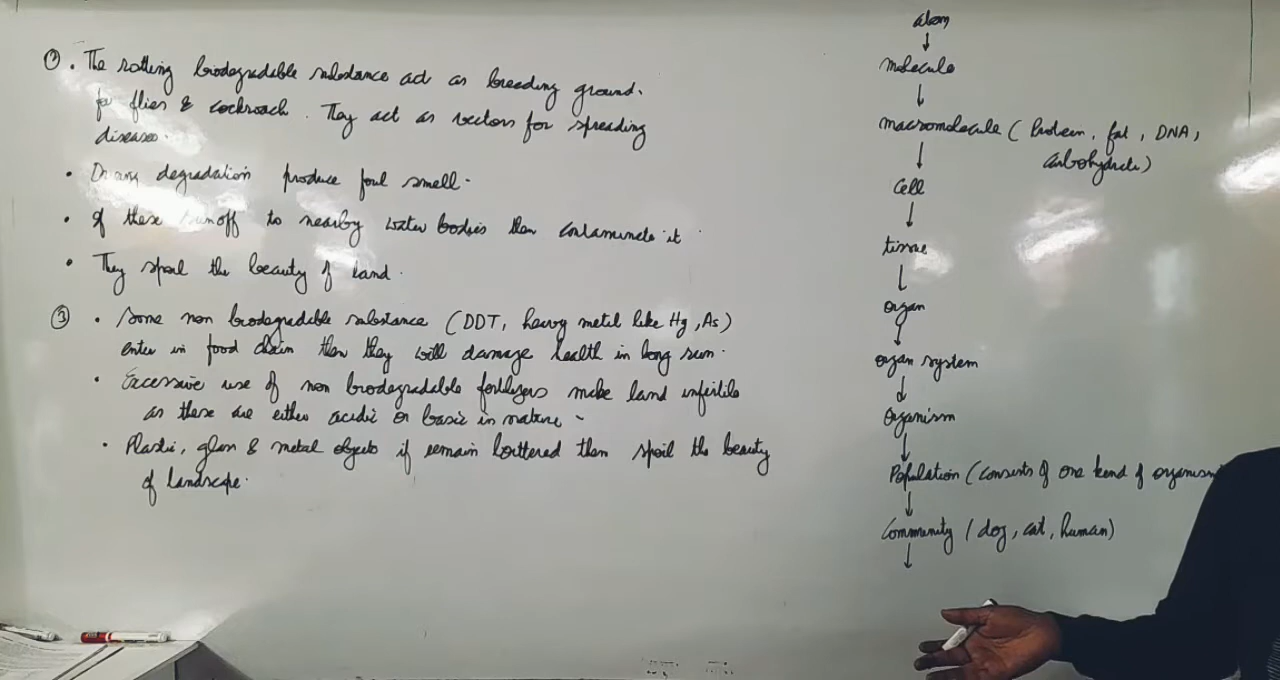 ② • The rotting biodegradable substance act as breeding ground.
for flies & cockroach. They act as vectors for spreading
diseases.
• degradation produce foul smell.
• If these runoff to nearby water bodies then contaminate it
• They spoil the beauty of land.
③ • Some non biodegradable substance (DDT, heavy metal like Hg, As)
enter in food chain then they will damage health in long run.
• Excessive use of non biodegradable fertilizers make land infertile
as these are either acidic or basic in nature -
• Plastic, glass & metal objects if remain littered then spoil the beauty
of landscape.
atom
↓
molecule
↓
macromolecule (Protein, fat, DNA,
carbohydrate)
↓
Cell
↓
tissue
↓
organ
↓
organ system
↓
Organism
↓
Population (consists of one kind of organism
↓
Community (dog, cat, human)
↓